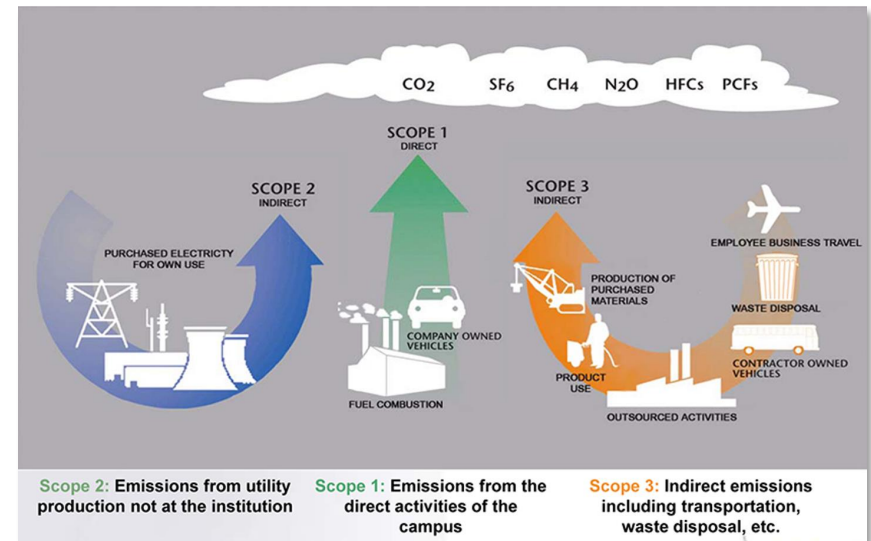 CO2 SF6 CH4 N2O HFCs PCFs
SCOPE 1
DIRECT
SCOPE 2
INDIRECT
SCOPE 3
INDIRECT
PURCHASED ELECTRICTY
FOR OWN USE
COMPANY OWNED
VEHICLES
FUEL COMBUSTION
PRODUCTION OF
PURCHASED
MATERIALS
PRODUCT
USE
OUTSOURCED ACTIVITIES
EMPLOYEE BUSINESS TRAVEL
WASTE DISPOSAL
CONTRACTOR OWNED
VEHICLES
Scope 2: Emissions from utility
production not at the institution
Scope 1: Emissions from the
direct activities of the
campus
Scope 3: Indirect emissions
including transportation,
waste disposal, etc.